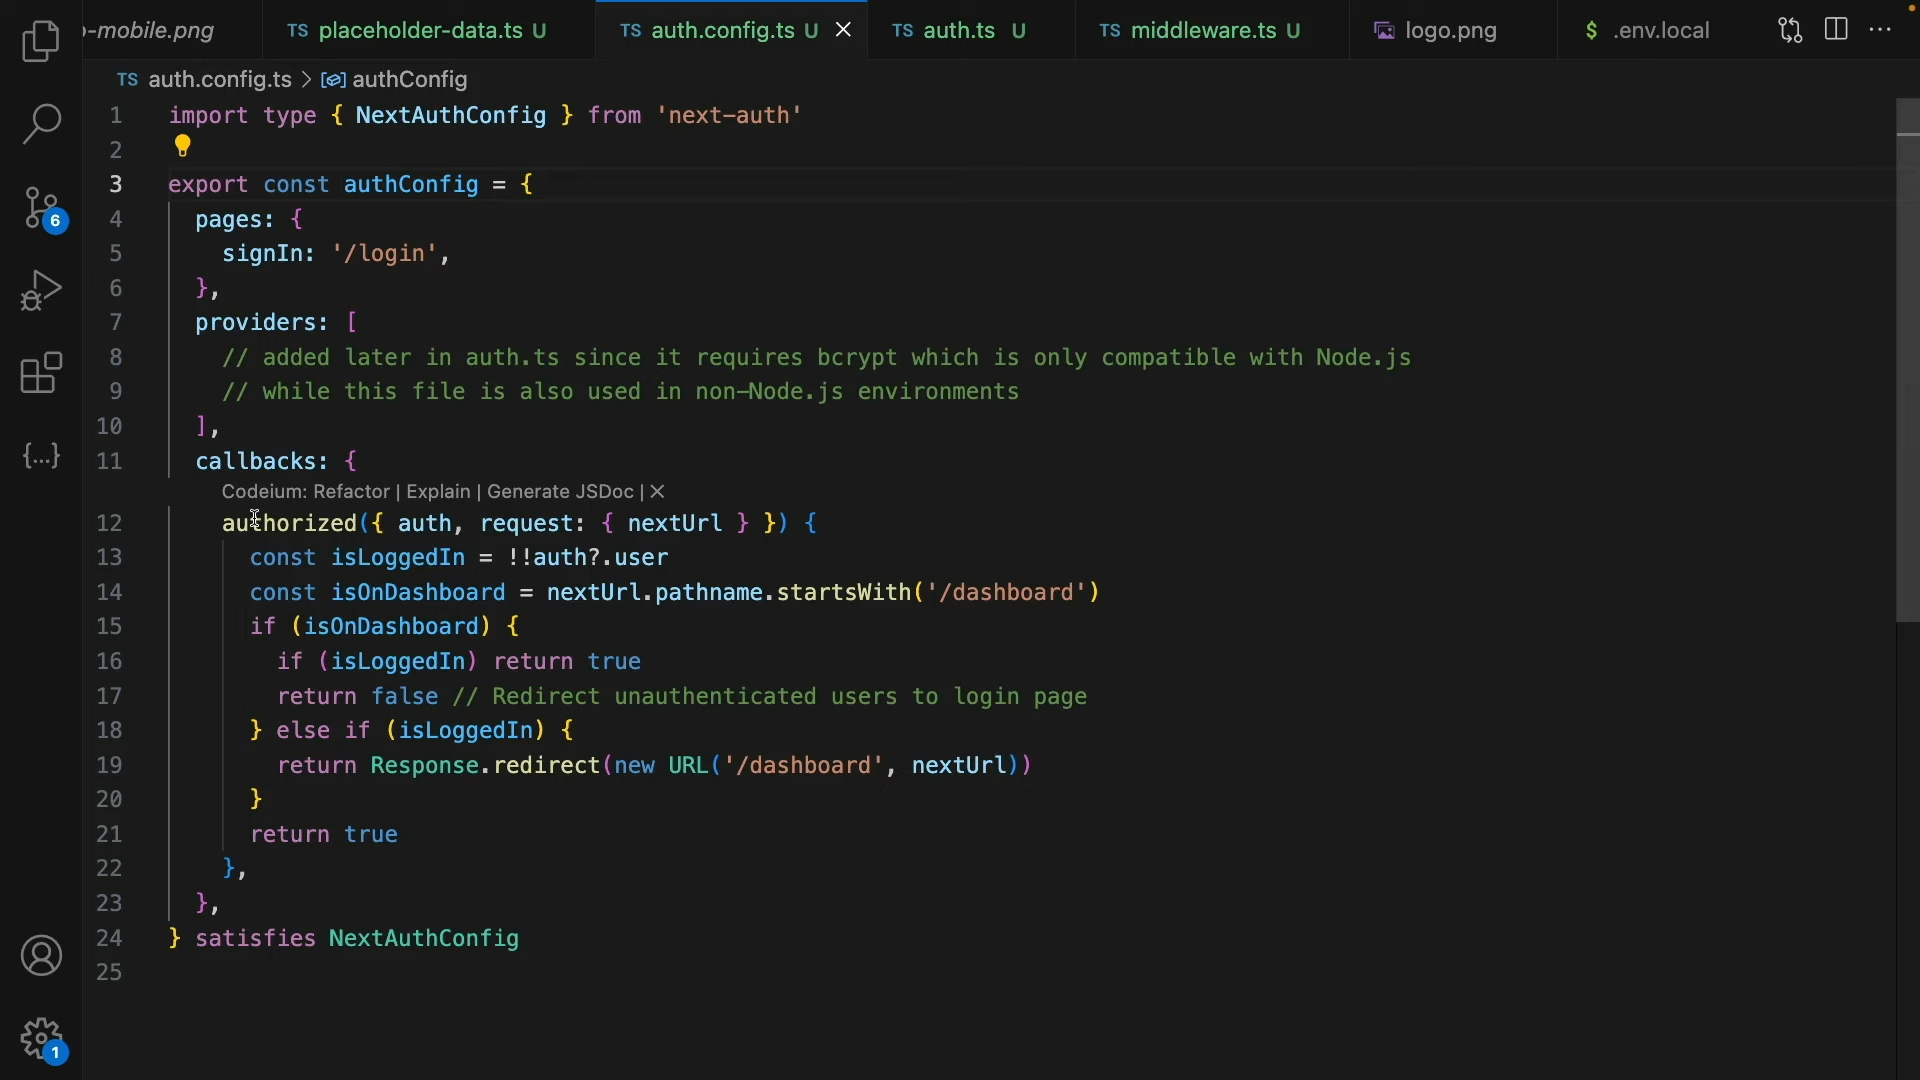 o-mobile.png TS placeholder-data.ts U TS auth.config.ts U TS auth.ts U TS middleware.ts U logo.png $ .env.local
TS auth.config.ts > authConfig
1 import type { NextAuthConfig } from 'next-auth'
2
3 export const authConfig = {
4 pages: {
5 signIn: '/login',
6 },
7 providers: [
8 // added later in auth.ts since it requires bcrypt which is only compatible with Node.js
9 // while this file is also used in non-Node.js environments
10 ],
11 callbacks: {
Codeium: Refactor | Explain | Generate JSDoc | ×
12 authorized({ auth, request: { nextUrl } }) {
13 const isLoggedIn = !!auth?.user
14 const isOnDashboard = nextUrl.pathname.startsWith('/dashboard')
15 if (isOnDashboard) {
16 if (isLoggedIn) return true
17 return false // Redirect unauthenticated users to login page
18 } else if (isLoggedIn) {
19 return Response.redirect(new URL('/dashboard', nextUrl))
20 }
21 return true
22 },
23 },
24 } satisfies NextAuthConfig
25
6
{...}
1